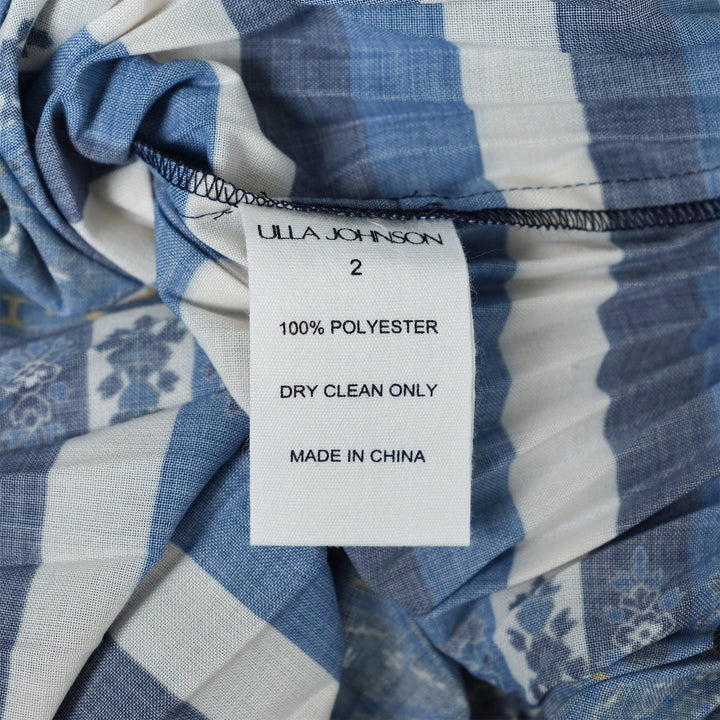 ULLA JOHNSON
2
100% POLYESTER
DRY CLEAN ONLY
MADE IN CHINA